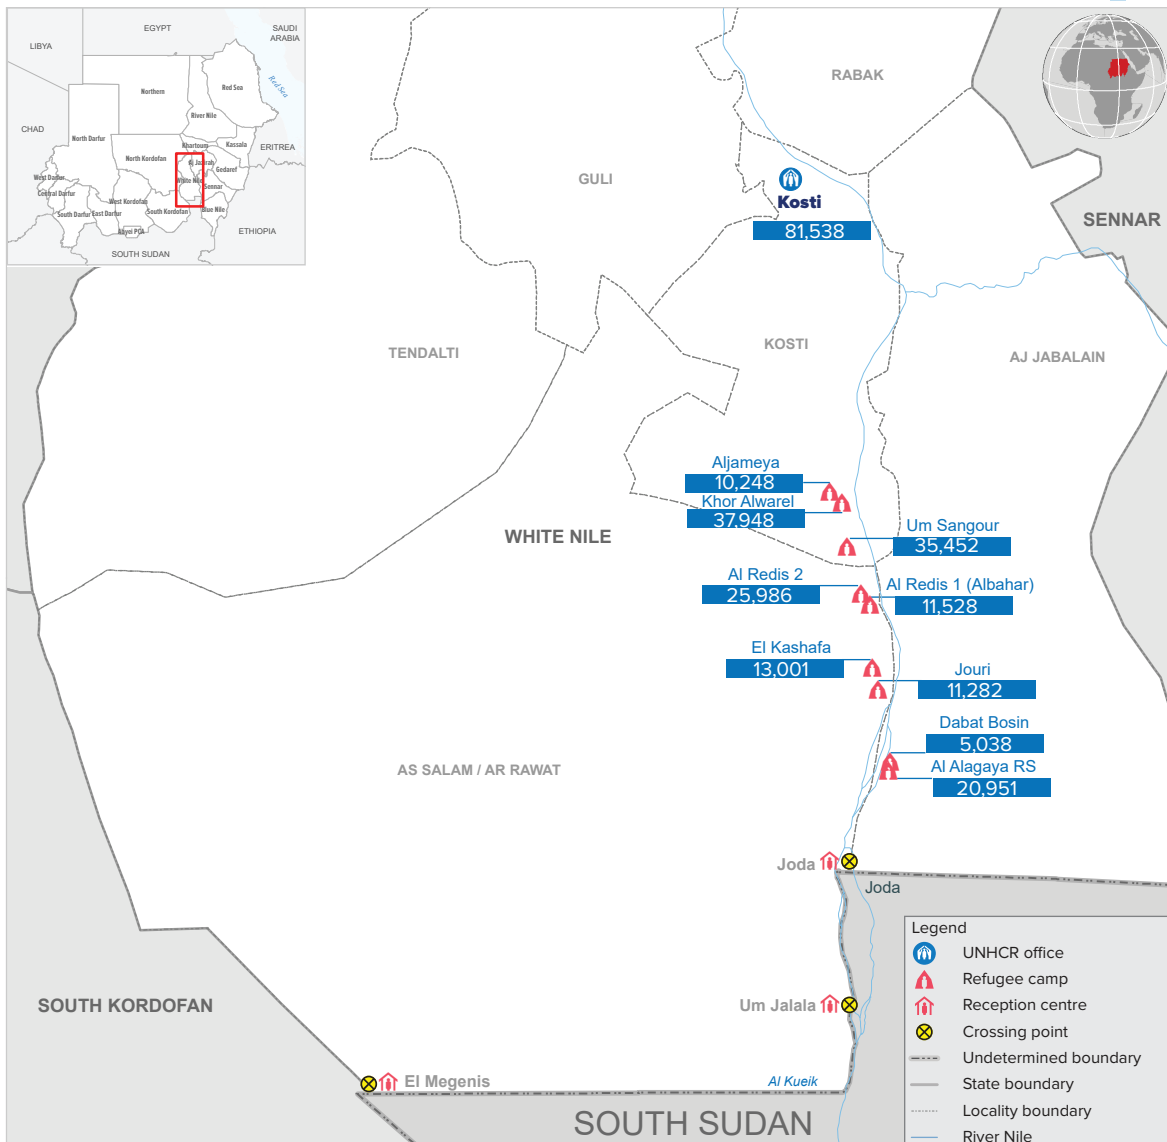 EGYPT
SAUDI
ARABIA
LIBYA
Red Sea
Northern
Red Sea
River Nile
CHAD
North Darfur
Khartoum
Kassala
ERITREA
North Kordofan
Aj Jazirah
Gedaref
West Darfur
White Nile
Sennar
Central Darfur
West Kordofan
South Kordofan
Blue Nile
South Darfur
East Darfur
Abyei PCA
ETHIOPIA
SOUTH SUDAN
RABAK
GULI
Kosti
81,538
SENNAR
TENDALTI
KOSTI
AJ JABALAIN
Aljameya
10,248
Khor Alwarel
37,948
WHITE NILE
Um Sangour
35,452
Al Redis 2
25,986
Al Redis 1 (Albahar)
11,528
El Kashafa
13,001
Jouri
11,282
Dabat Bosin
5,038
Al Alagaya RS
20,951
AS SALAM / AR RAWAT
Joda
Joda
SOUTH KORDOFAN
Um Jalala
El Megenis
Al Kueik
SOUTH SUDAN
Legend
UNHCR office
Refugee camp
Reception centre
Crossing point
Undetermined boundary
State boundary
Locality boundary
River Nile